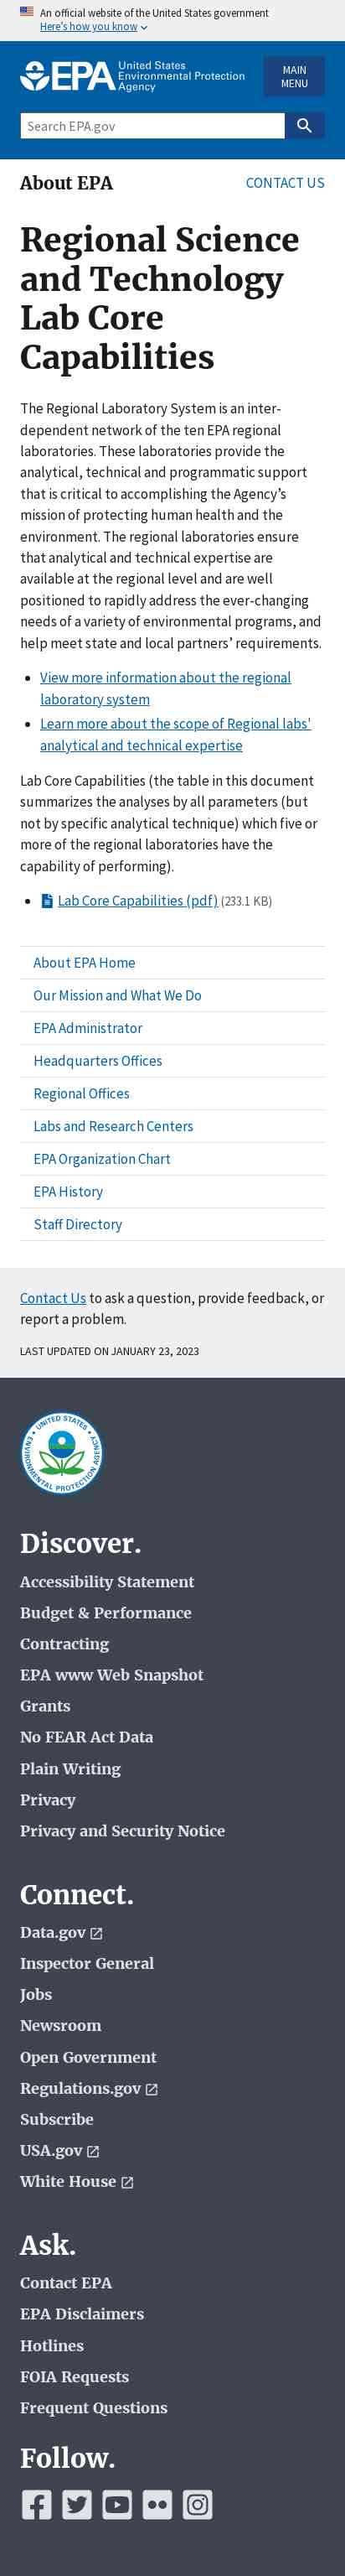 An official website of the United States government
Here's how you know
EPA United States
Environmental Protection
Agency
MAIN
MENU
Search EPA.gov
About EPA
CONTACT US
Regional Science
and Technology
Lab Core
Capabilities
The Regional Laboratory System is an inter-
dependent network of the ten EPA regional
laboratories. These laboratories provide the
analytical, technical and programmatic support
that is critical to accomplishing the Agency's
mission of protecting human health and the
environment. The regional laboratories ensure
that analytical and technical expertise are
available at the regional level and are well
positioned to rapidly address the ever-changing
needs of a variety of environmental programs, and
help meet state and local partners' requirements.
View more information about the regional
laboratory system
Learn more about the scope of Regional labs'
analytical and technical expertise
Lab Core Capabilities (the table in this document
summarizes the analyses by all parameters (but
not by specific analytical technique) which five or
more of the regional laboratories have the
capability of performing).
Lab Core Capabilities (pdf) (233.1 KB)
About EPA Home
Our Mission and What We Do
EPA Administrator
Headquarters Offices
Regional Offices
Labs and Research Centers
EPA Organization Chart
EPA History
Staff Directory
Contact Us to ask a question, provide feedback, or
report a problem.
LAST UPDATED ON JANUARY 23, 2023
UNITED STATES
ENVIRONMENTAL PROTECTION AGENCY
Discover.
Accessibility Statement
Budget & Performance
Contracting
EPA www Web Snapshot
Grants
No FEAR Act Data
Plain Writing
Privacy
Privacy and Security Notice
Connect.
Data.gov
Inspector General
Jobs
Newsroom
Open Government
Regulations.gov
Subscribe
USA.gov
White House
Ask.
Contact EPA
EPA Disclaimers
Hotlines
FOIA Requests
Frequent Questions
Follow.